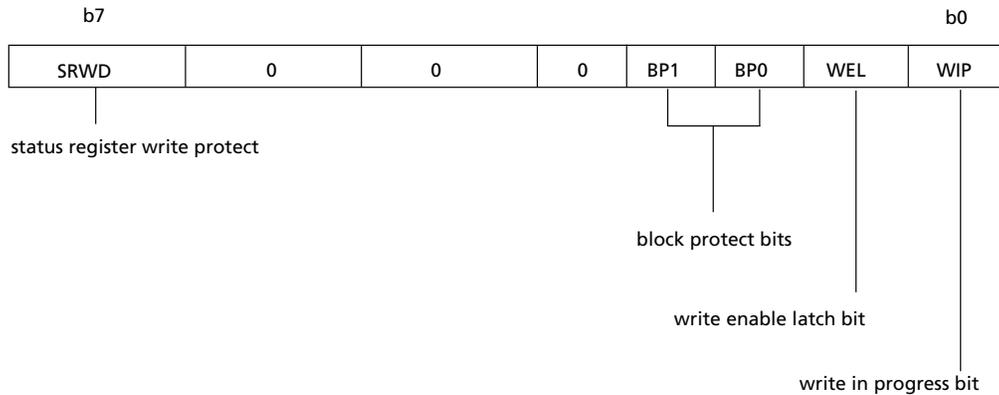 b7 b0
SRWD 0 0 0 BP1 BP0 WEL WIP
status register write protect
block protect bits
write enable latch bit
write in progress bit